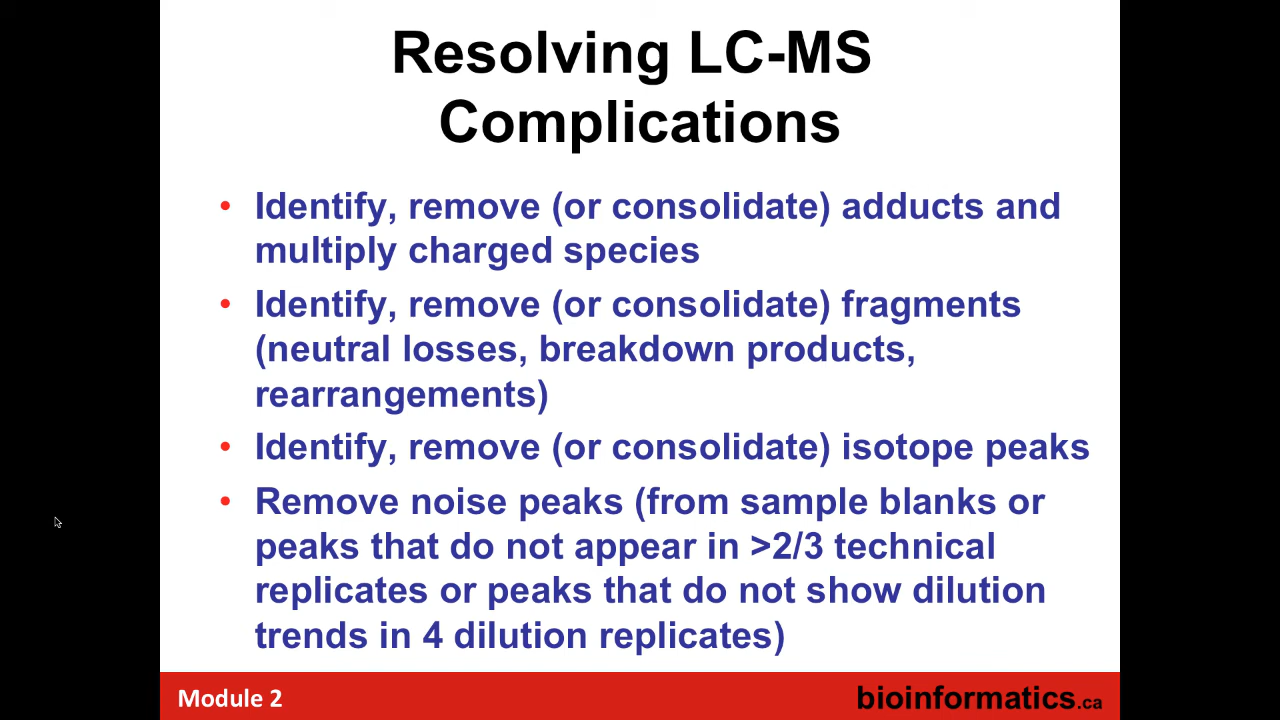 Resolving LC-MS
Complications
• Identify, remove (or consolidate) adducts and
multiply charged species
• Identify, remove (or consolidate) fragments
(neutral losses, breakdown products,
rearrangements)
• Identify, remove (or consolidate) isotope peaks
• Remove noise peaks (from sample blanks or
peaks that do not appear in >2/3 technical
replicates or peaks that do not show dilution
trends in 4 dilution replicates)
Module 2
bioinformatics.ca